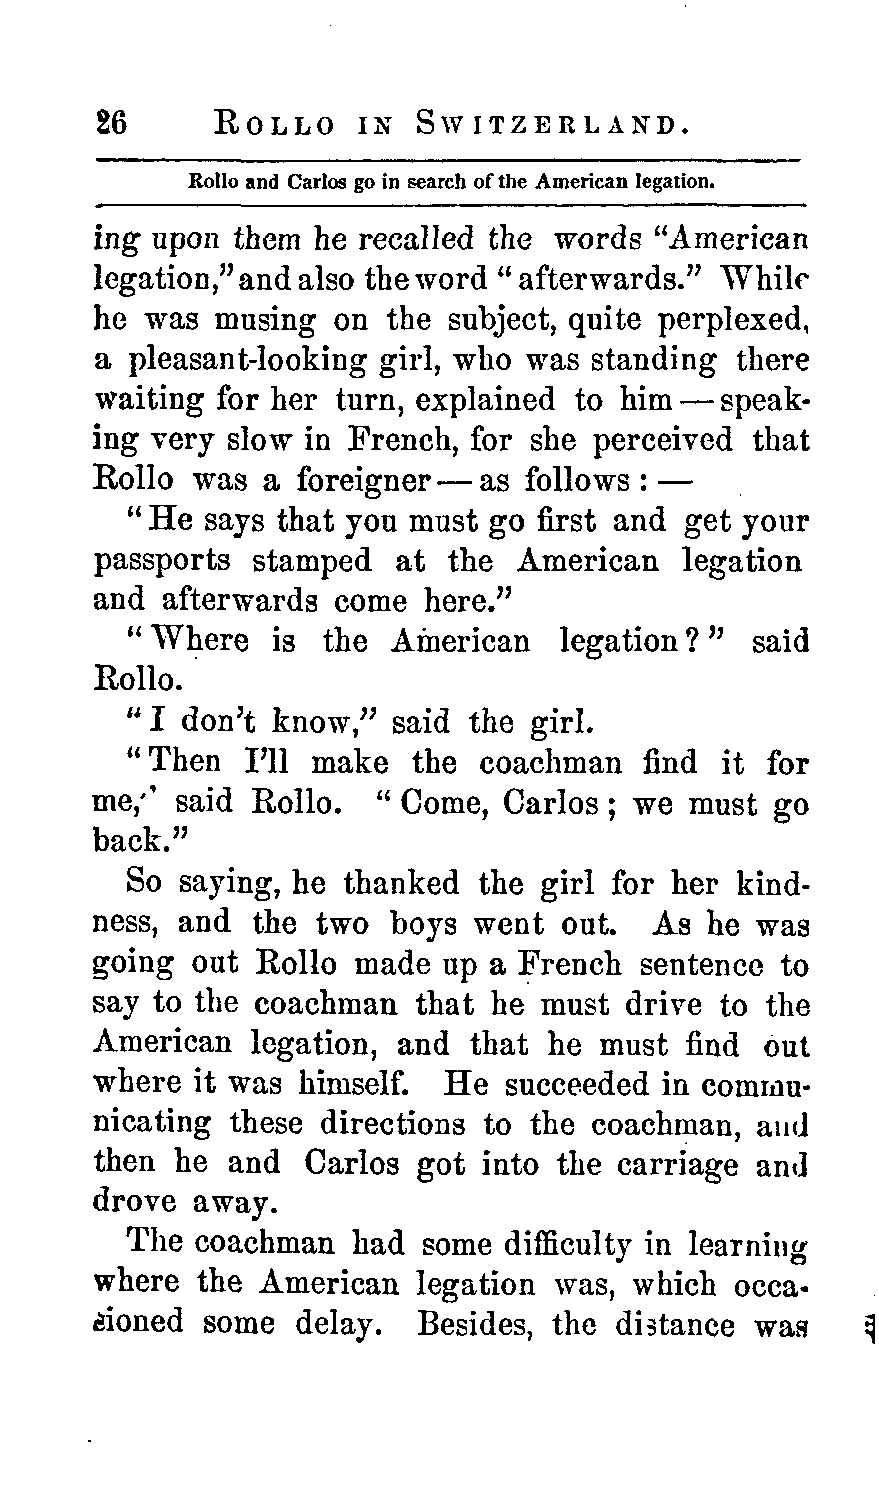 26 ROLLO IN SWITZERLAND.
Rollo and Carlos go in search of the American legation.
ing upon them he recalled the words “American
legation,” and also the word “ afterwards.” While
he was musing on the subject, quite perplexed,
a pleasant-looking girl, who was standing there
waiting for her turn, explained to him — speak-
ing very slow in French, for she perceived that
Rollo was a foreigner — as follows : —
“ He says that you must go first and get your
passports stamped at the American legation
and afterwards come here.”
“ Where is the American legation ? ” said
Rollo.
“ I don’t know,” said the girl.
“ Then I’ll make the coachman find it for
me,” said Rollo. “ Come, Carlos ; we must go
back.”
So saying, he thanked the girl for her kind-
ness, and the two boys went out. As he was
going out Rollo made up a French sentence to
say to the coachman that he must drive to the
American legation, and that he must find out
where it was himself. He succeeded in commu-
nicating these directions to the coachman, and
then he and Carlos got into the carriage and
drove away.
The coachman had some difficulty in learning
where the American legation was, which occa-
sioned some delay. Besides, the distance was